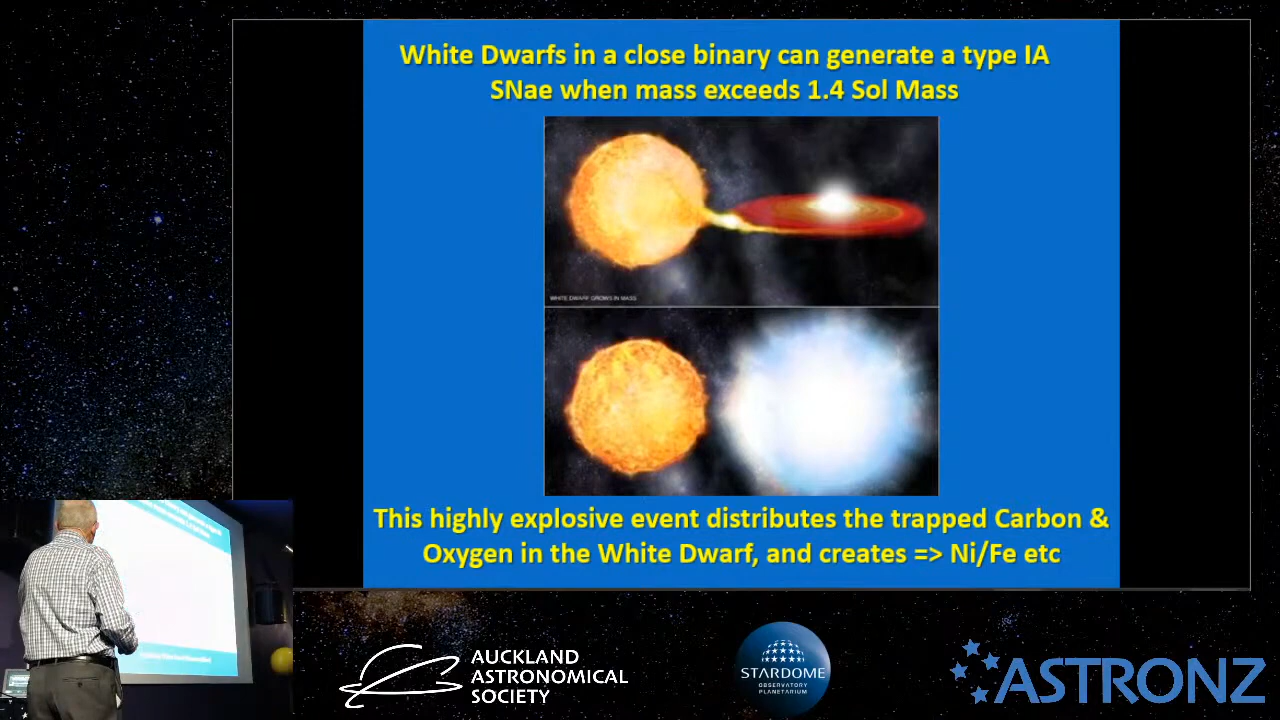 White Dwarfs in a close binary can generate a type IA
SNae when mass exceeds 1.4 Sol Mass
WHITE DWARF GROWS IN MASS
This highly explosive event distributes the trapped Carbon &
Oxygen in the White Dwarf, and creates => Ni/Fe etc
AUCKLAND
ASTRONOMICAL
SOCIETY
STARDOME
OBSERVATORY
PLANETARIUM
ASTRONZ